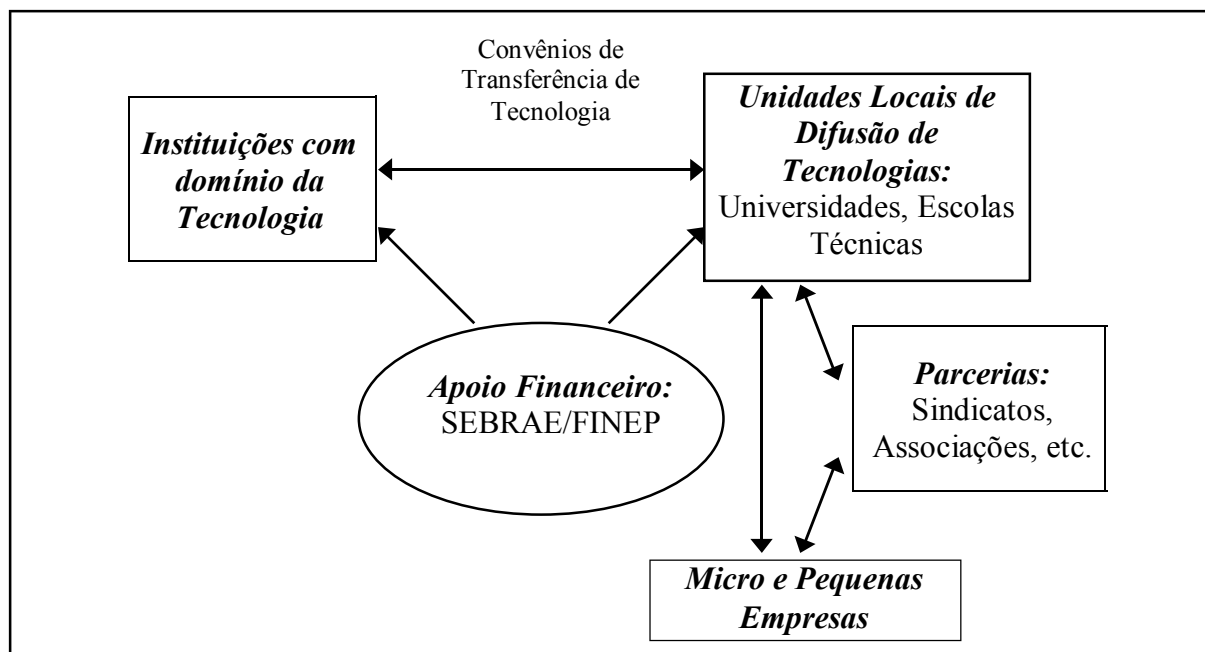 Convênios de
Transferência de
Tecnologia
Instituições com
domínio da
Tecnologia
Unidades Locais de
Difusão de
Tecnologias:
Universidades, Escolas
Técnicas
Apoio Financeiro:
SEBRAE/FINEP
Parcerias:
Sindicatos,
Associações, etc.
Micro e Pequenas
Empresas